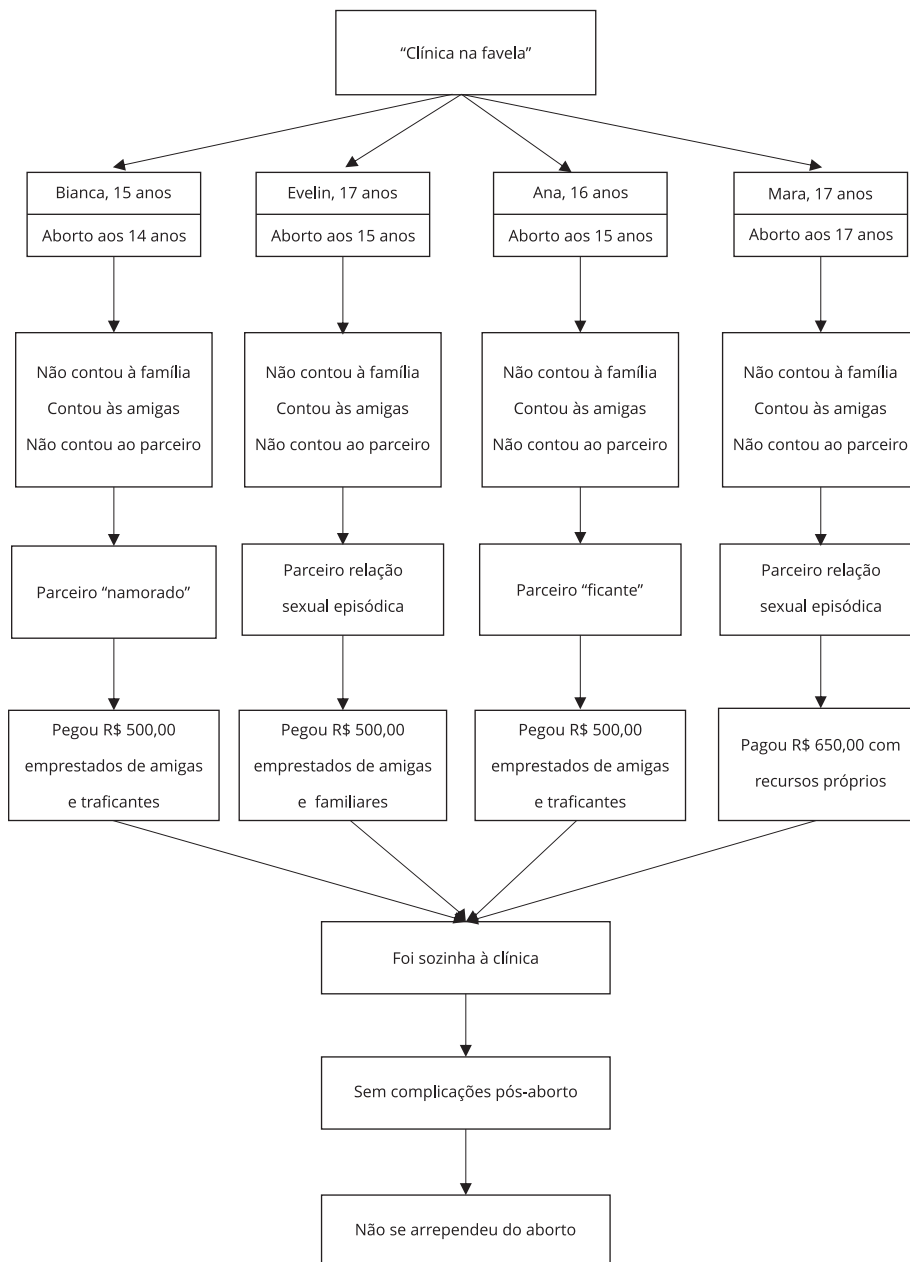 “Clínica na favela”
Bianca, 15 anos
Aborto aos 14 anos
Evelin, 17 anos
Aborto aos 15 anos
Ana, 16 anos
Aborto aos 15 anos
Mara, 17 anos
Aborto aos 17 anos
Não contou à família
Contou às amigas
Não contou ao parceiro
Não contou à família
Contou às amigas
Não contou ao parceiro
Não contou à família
Contou às amigas
Não contou ao parceiro
Não contou à família
Contou às amigas
Não contou ao parceiro
Parceiro “namorado”
Parceiro relação
sexual episódica
Parceiro “ficante”
Parceiro relação
sexual episódica
Pegou R$ 500,00
emprestados de amigas
e traficantes
Pegou R$ 500,00
emprestados de amigas
e familiares
Pegou R$ 500,00
emprestados de amigas
e traficantes
Pagou R$ 650,00 com
recursos próprios
Foi sozinha à clínica
Sem complicações pós-aborto
Não se arrependeu do aborto